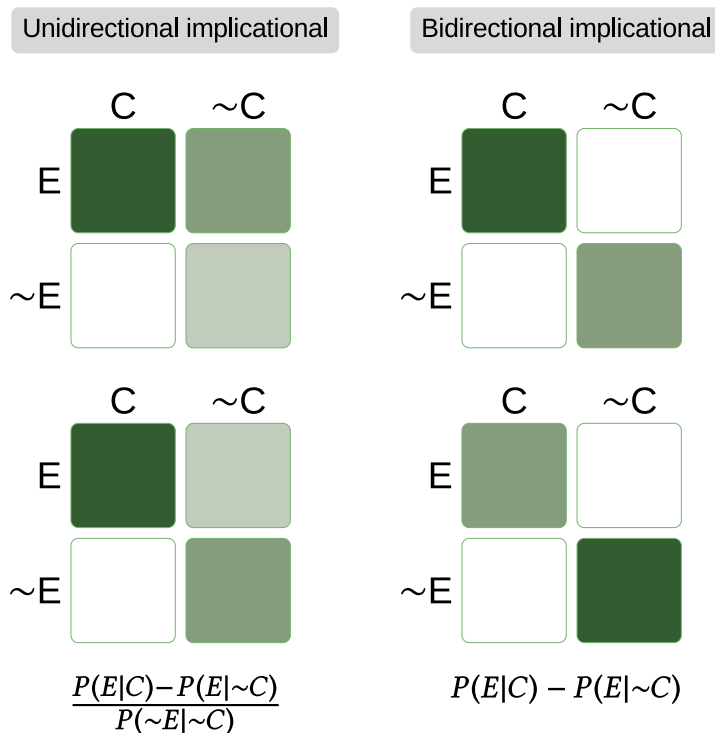 Unidirectional implicational
Bidirectional implicational
C ~C
E
~E
C ~C
E
~E
C ~C
E
~E
C ~C
E
~E
P(E|C)−P(E|~C)
P(~E|~C)
P(E|C) − P(E|~C)